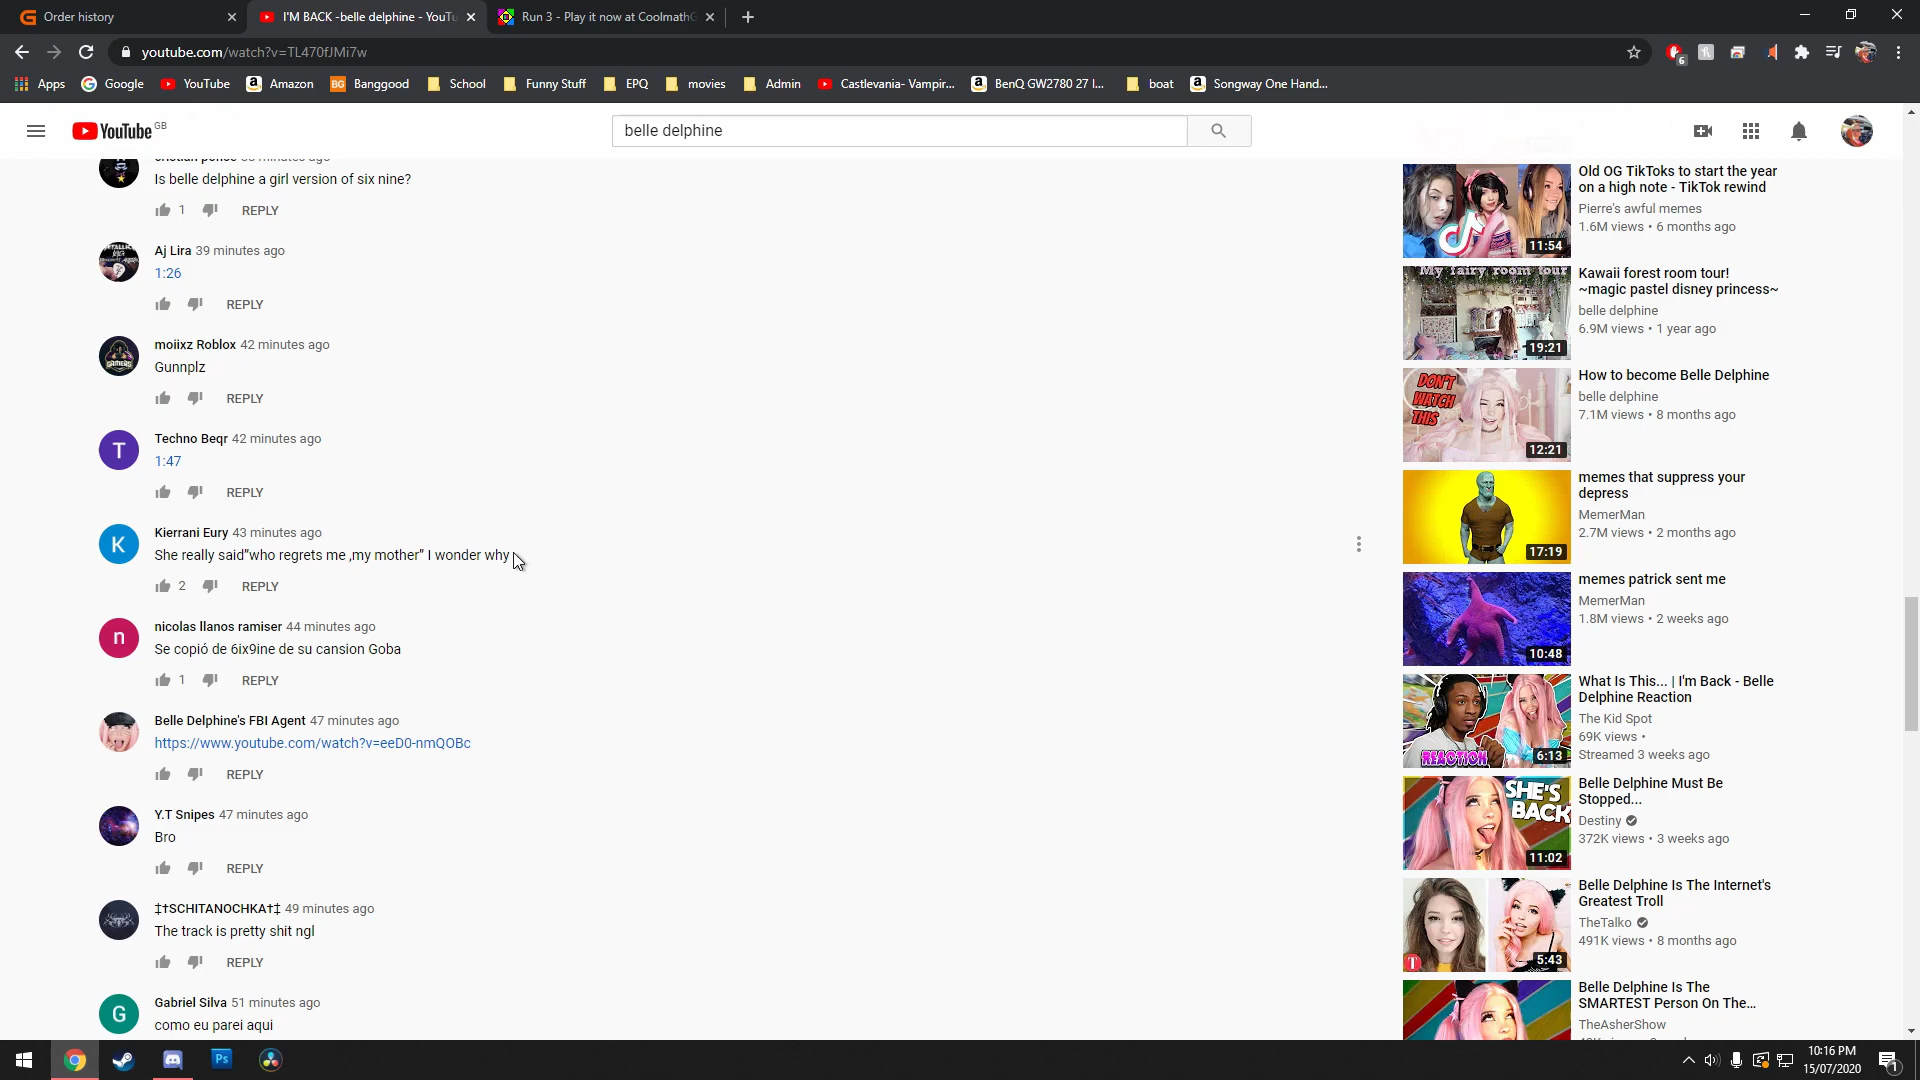 Order history
I'M BACK -belle delphine - YouTu
Run 3 - Play it now at CoolmathG
youtube.com/watch?v=TL470fJMi7w
6
Apps
Google
YouTube
Amazon
BG Banggood
School
Funny Stuff
EPQ
movies
Admin
Castlevania- Vampir...
BenQ GW2780 27 I...
boat
Songway One Hand...
YouTube GB
belle delphine
Is belle delphine a girl version of six nine?
1 REPLY
Aj Lira 39 minutes ago
1:26
REPLY
moiixz Roblox 42 minutes ago
Gunnplz
REPLY
T
Techno Beqr 42 minutes ago
1:47
REPLY
K
Kierrani Eury 43 minutes ago
She really said"who regrets me ,my mother" I wonder why
2 REPLY
n
nicolas llanos ramiser 44 minutes ago
Se copió de 6ix9ine de su cansion Goba
1 REPLY
Belle Delphine's FBI Agent 47 minutes ago
https://www.youtube.com/watch?v=eeD0-nmQOBc
REPLY
Y.T Snipes 47 minutes ago
Bro
REPLY
‡†SCHITANOCHKA†‡ 49 minutes ago
The track is pretty shit ngl
REPLY
G
Gabriel Silva 51 minutes ago
como eu parei aqui
11:54
Old OG TikToks to start the year
on a high note - TikTok rewind
Pierre's awful memes
1.6M views • 6 months ago
My fairy room tour
19:21
Kawaii forest room tour!
~magic pastel disney princess~
belle delphine
6.9M views • 1 year ago
DON'T
WATCH
THIS
12:21
How to become Belle Delphine
belle delphine
7.1M views • 8 months ago
17:19
memes that suppress your
depress
MemerMan
2.7M views • 2 months ago
10:48
memes patrick sent me
MemerMan
1.8M views • 2 weeks ago
REACTION
6:13
What Is This... | I'm Back - Belle
Delphine Reaction
The Kid Spot
69K views •
Streamed 3 weeks ago
SHE'S
BACK
11:02
Belle Delphine Must Be
Stopped...
Destiny
372K views • 3 weeks ago
T
5:43
Belle Delphine Is The Internet's
Greatest Troll
TheTalko
491K views • 8 months ago
Belle Delphine Is The
SMARTEST Person On The...
TheAsherShow
Ps
10:16 PM
15/07/2020
1